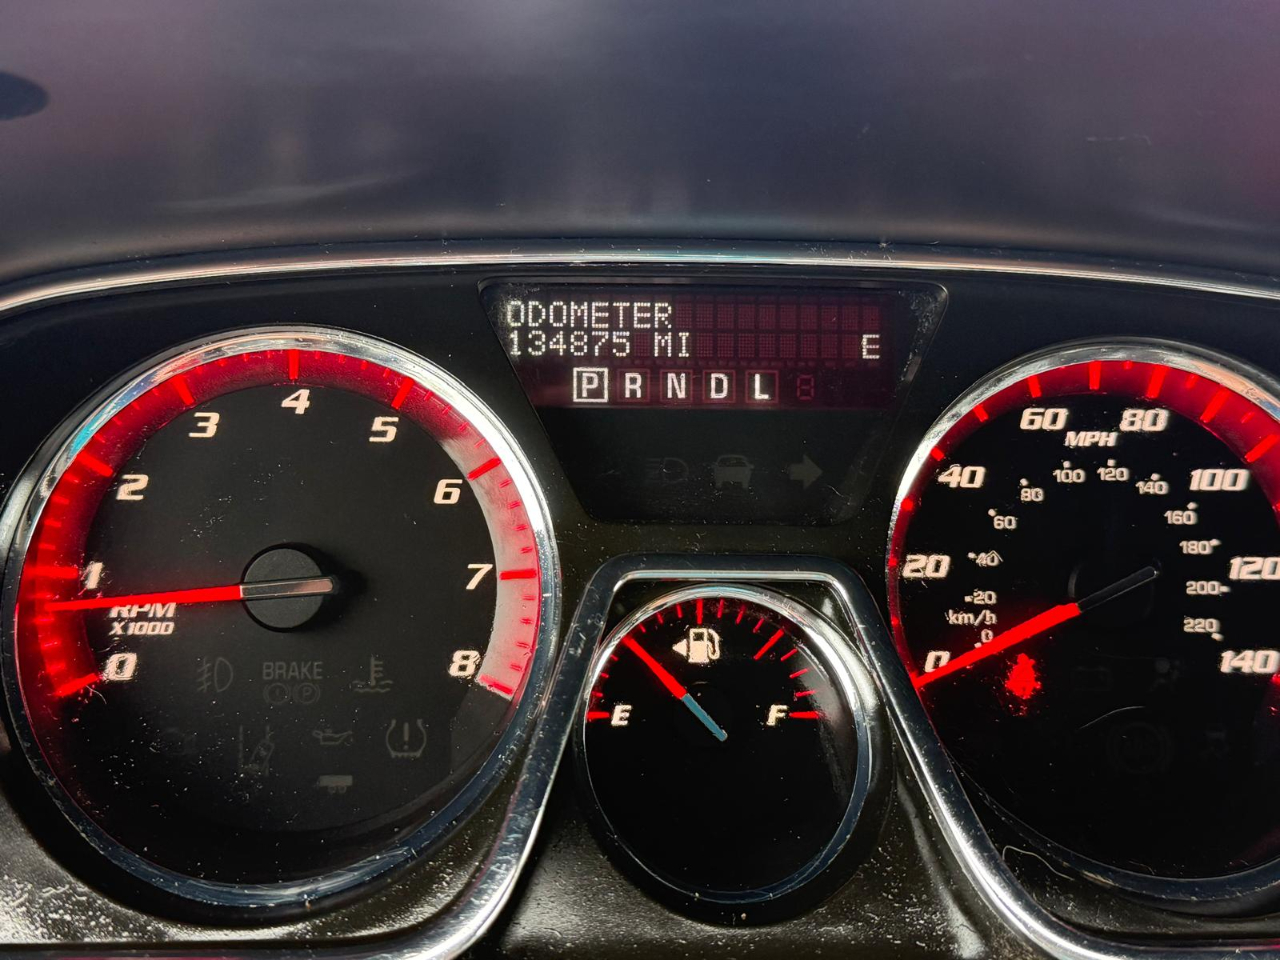 ODOMETER
134875 MI E
P R N D L
0 1 2 3 4 5 6 7 8
RPM
X1000
BRAKE
P
E F
0 20 40 60 80 100 120 140
MPH
0 20 40 60 80 100 120 140 160 180 200 220
km/h